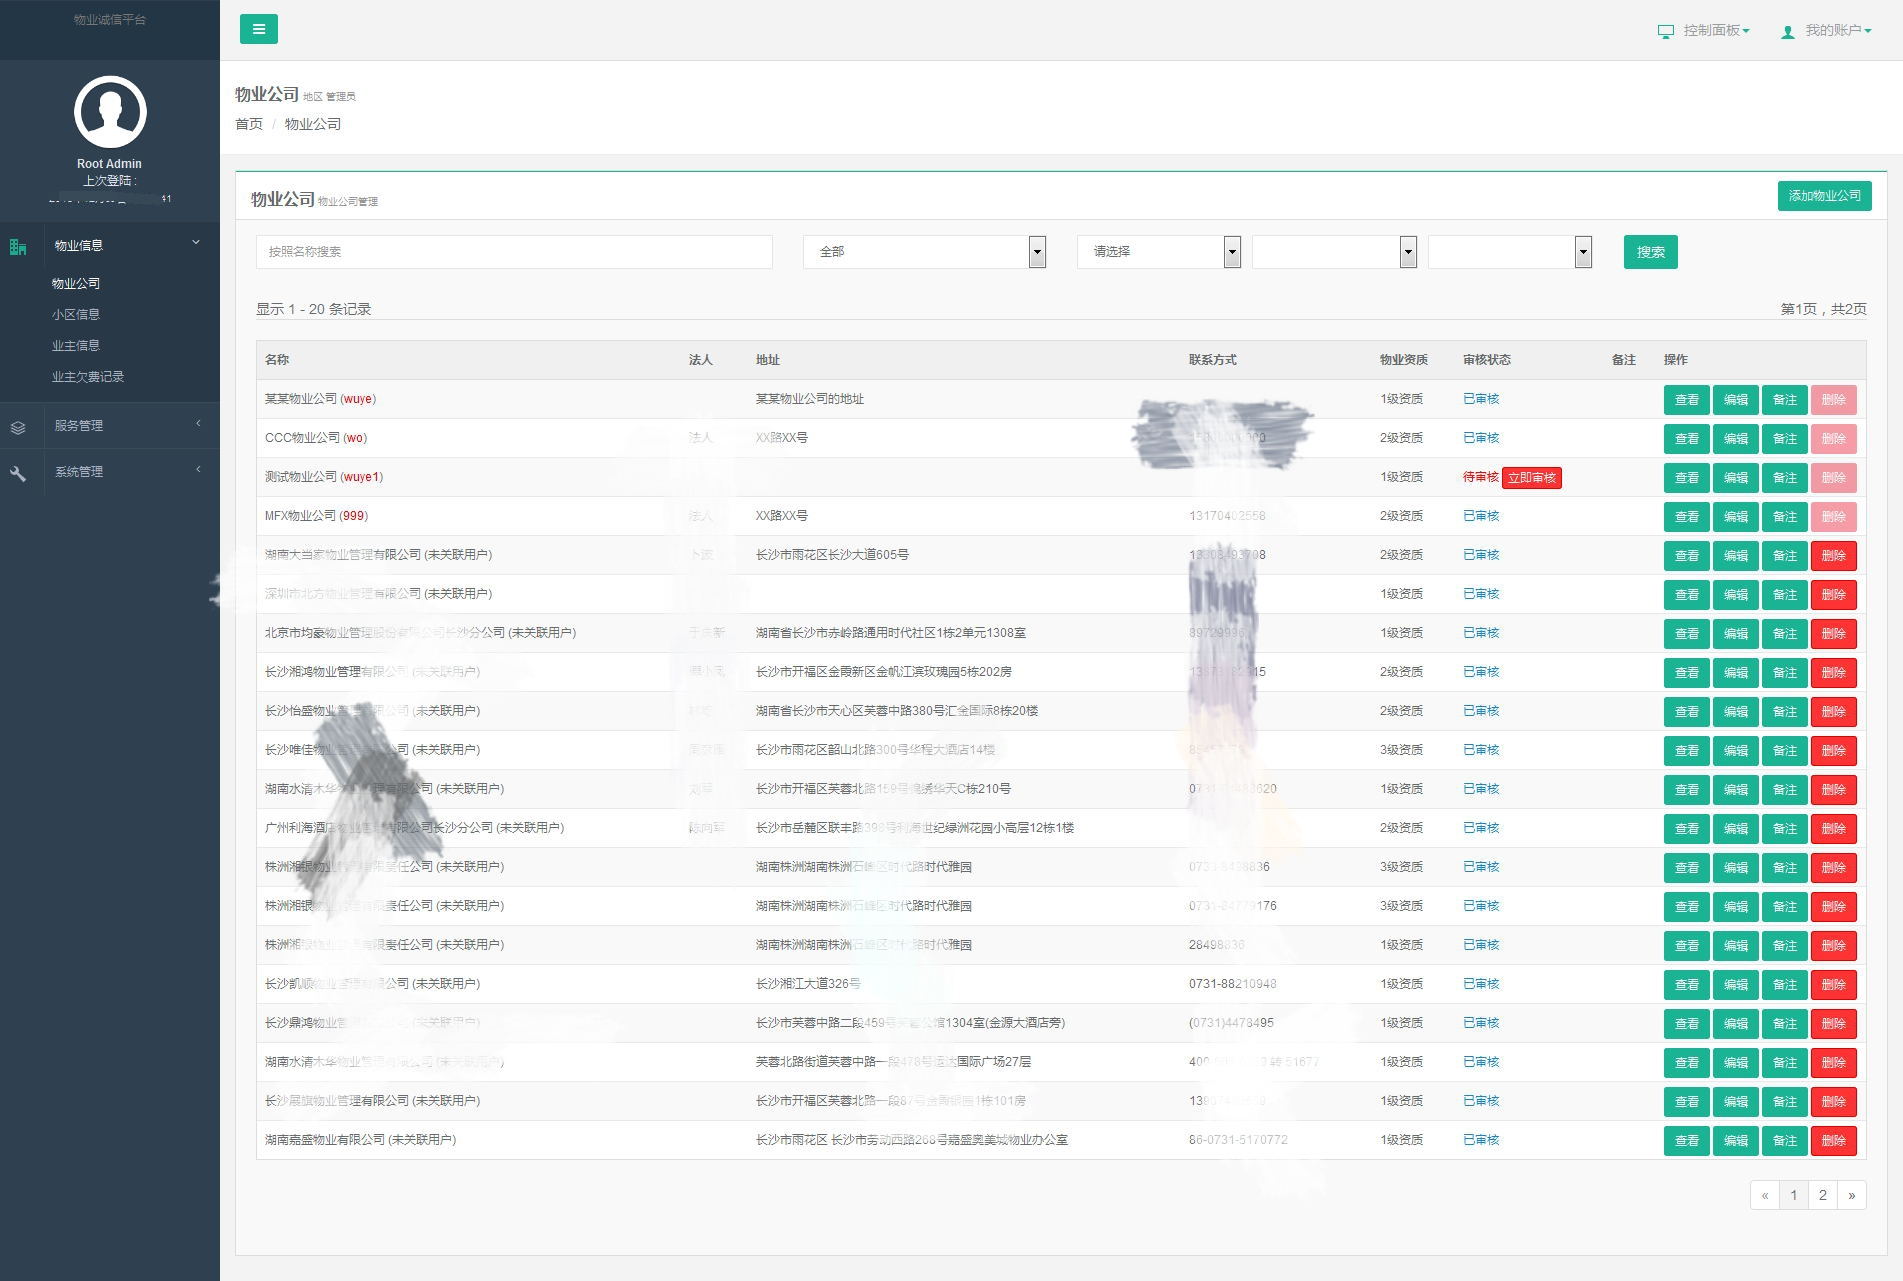 物业诚信平台
控制面板
我的账户
Root Admin
上次登陆 :
41
物业信息
物业公司
小区信息
业主信息
业主欠费记录
服务管理
系统管理
物业公司 地区 管理员
首页 / 物业公司
物业公司 物业公司管理
添加物业公司
按照名称搜索 全部 请选择 搜索
显示 1 - 20 条记录
第1页，共2页
名称 法人 地址 联系方式 物业资质 审核状态 备注 操作
某某物业公司 (wuye) 某某物业公司的地址 1级资质 已审核 查看 编辑 备注 删除
CCC物业公司 (wo) 法人 XX路XX号 2级资质 已审核 查看 编辑 备注 删除
测试物业公司 (wuye1) 1级资质 待审核 立即审核 查看 编辑 备注 删除
MFX物业公司 (999) 法人 XX路XX号 13170402558 2级资质 已审核 查看 编辑 备注 删除
湖南大当家物业管理有限公司 (未关联用户) 长沙市雨花区长沙大道605号 2级资质 已审核 查看 编辑 备注 删除
深圳市北方物业管理有限公司 (未关联用户) 1级资质 已审核 查看 编辑 备注 删除
北京市均豪物业管理股份有限公司长沙分公司 (未关联用户) 湖南省长沙市赤岭路通用时代社区1栋2单元1308室 1级资质 已审核 查看 编辑 备注 删除
长沙湘鸿物业管理有限公司 (未关联用户) 长沙市开福区金霞新区金帆江滨玫瑰园5栋202房 2级资质 已审核 查看 编辑 备注 删除
长沙怡盛物业管理有限公司 (未关联用户) 湖南省长沙市天心区芙蓉中路380号汇金国际8栋20楼 2级资质 已审核 查看 编辑 备注 删除
长沙唯佳物业 公司 (未关联用户) 长沙市雨花区韶山北路300号华程大酒店14楼 3级资质 已审核 查看 编辑 备注 删除
湖南水清木华 有限公司 (未关联用户) 长沙市开福区芙蓉北路159号锦绣华天C栋210号 1级资质 已审核 查看 编辑 备注 删除
广州利海酒店 有限公司长沙分公司 (未关联用户) 陈向军 长沙市岳麓区联丰路398号利海世纪绿洲花园小高层12栋1楼 2级资质 已审核 查看 编辑 备注 删除
株洲湘银物业 有限责任公司 (未关联用户) 湖南株洲湖南株洲石峰区时代路时代雅园 0731-8498836 3级资质 已审核 查看 编辑 备注 删除
株洲湘银 有限责任公司 (未关联用户) 湖南株洲湖南株洲石峰区时代路时代雅园 0731-84779176 3级资质 已审核 查看 编辑 备注 删除
株洲湘银物业 有限责任公司 (未关联用户) 湖南株洲湖南株洲石峰区时代路时代雅园 28498836 1级资质 已审核 查看 编辑 备注 删除
长沙凯顺物业管理有限公司 (未关联用户) 长沙湘江大道326号 0731-88210948 1级资质 已审核 查看 编辑 备注 删除
长沙鼎鸿物业 (未关联用户) 长沙市芙蓉中路二段459号芙蓉公馆1304室(金源大酒店旁) (0731)4478495 1级资质 已审核 查看 编辑 备注 删除
湖南水清木华物业管理有限公司 (未关联用户) 芙蓉北路街道芙蓉中路一段478号运达国际广场27层 转51677 1级资质 已审核 查看 编辑 备注 删除
长沙展旗物业管理有限公司 (未关联用户) 长沙市开福区芙蓉北路一段87号金霞银园1栋101房 1级资质 已审核 查看 编辑 备注 删除
湖南嘉盛物业有限公司 (未关联用户) 长沙市雨花区 长沙市劳动西路268号嘉盛奥美城物业办公室 86-0731-5170772 1级资质 已审核 查看 编辑 备注 删除
« 1 2 »